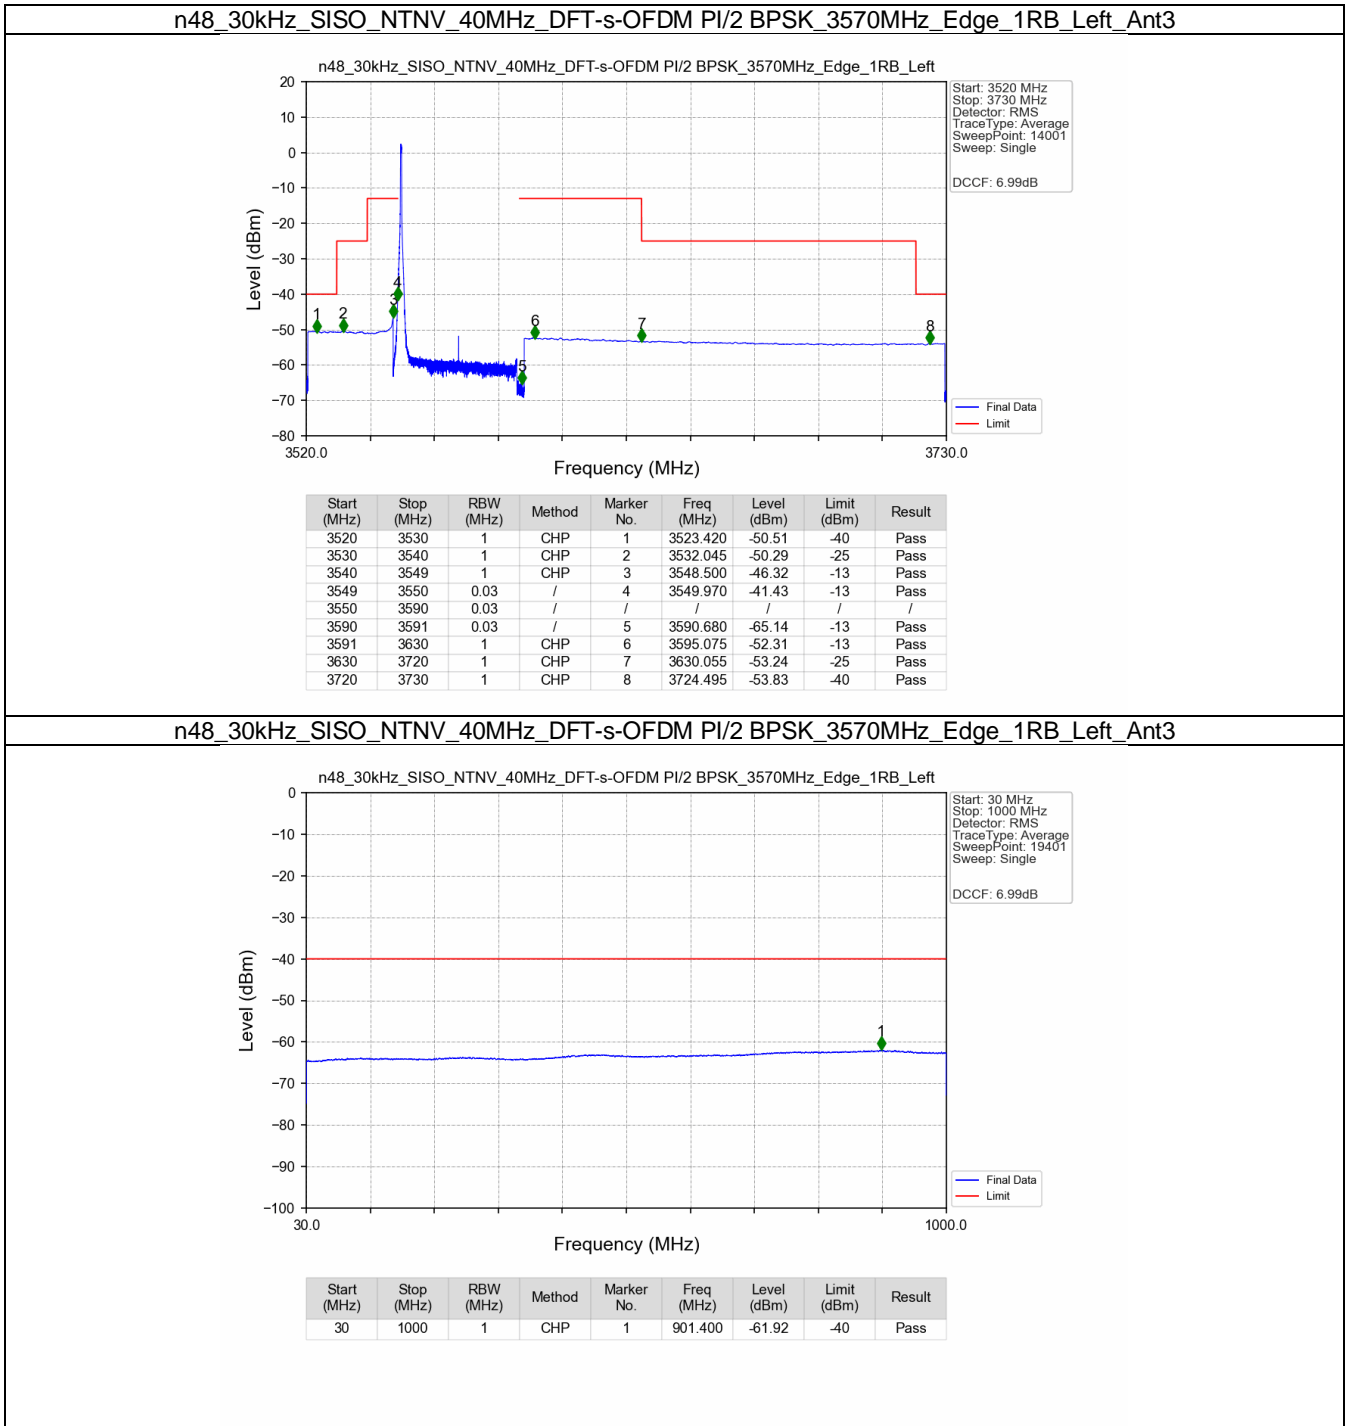 n48_30kHz_SISO_NTNV_40MHz_DFT-s-OFDM PI/2 BPSK_3570MHz_Edge_1RB_Left_Ant3
n48_30kHz_SISO_NTNV_40MHz_DFT-s-OFDM PI/2 BPSK_3570MHz_Edge_1RB_Left
Start: 3520 MHz
Stop: 3730 MHz
Detector: RMS
TraceType: Average
SweepPoint: 14001
Sweep: Single
DCCF: 6.99dB
20
10
0
−10
−20
−30
−40
−50
−60
−70
−80
Level (dBm)
1
2
3
4
5
6
7
8
Final Data
Limit
3520.0
3730.0
Frequency (MHz)
Start (MHz) Stop (MHz) RBW (MHz) Method Marker No. Freq (MHz) Level (dBm) Limit (dBm) Result
3520 3530 1 CHP 1 3523.420 -50.51 -40 Pass
3530 3540 1 CHP 2 3532.045 -50.29 -25 Pass
3540 3549 1 CHP 3 3548.500 -46.32 -13 Pass
3549 3550 0.03 / 4 3549.970 -41.43 -13 Pass
3550 3590 0.03 / / / / / /
3590 3591 0.03 / 5 3590.680 -65.14 -13 Pass
3591 3630 1 CHP 6 3595.075 -52.31 -13 Pass
3630 3720 1 CHP 7 3630.055 -53.24 -25 Pass
3720 3730 1 CHP 8 3724.495 -53.83 -40 Pass
n48_30kHz_SISO_NTNV_40MHz_DFT-s-OFDM PI/2 BPSK_3570MHz_Edge_1RB_Left_Ant3
n48_30kHz_SISO_NTNV_40MHz_DFT-s-OFDM PI/2 BPSK_3570MHz_Edge_1RB_Left
Start: 30 MHz
Stop: 1000 MHz
Detector: RMS
TraceType: Average
SweepPoint: 19401
Sweep: Single
DCCF: 6.99dB
0
−10
−20
−30
−40
−50
−60
−70
−80
−90
−100
Level (dBm)
1
Final Data
Limit
30.0
1000.0
Frequency (MHz)
Start (MHz) Stop (MHz) RBW (MHz) Method Marker No. Freq (MHz) Level (dBm) Limit (dBm) Result
30 1000 1 CHP 1 901.400 -61.92 -40 Pass